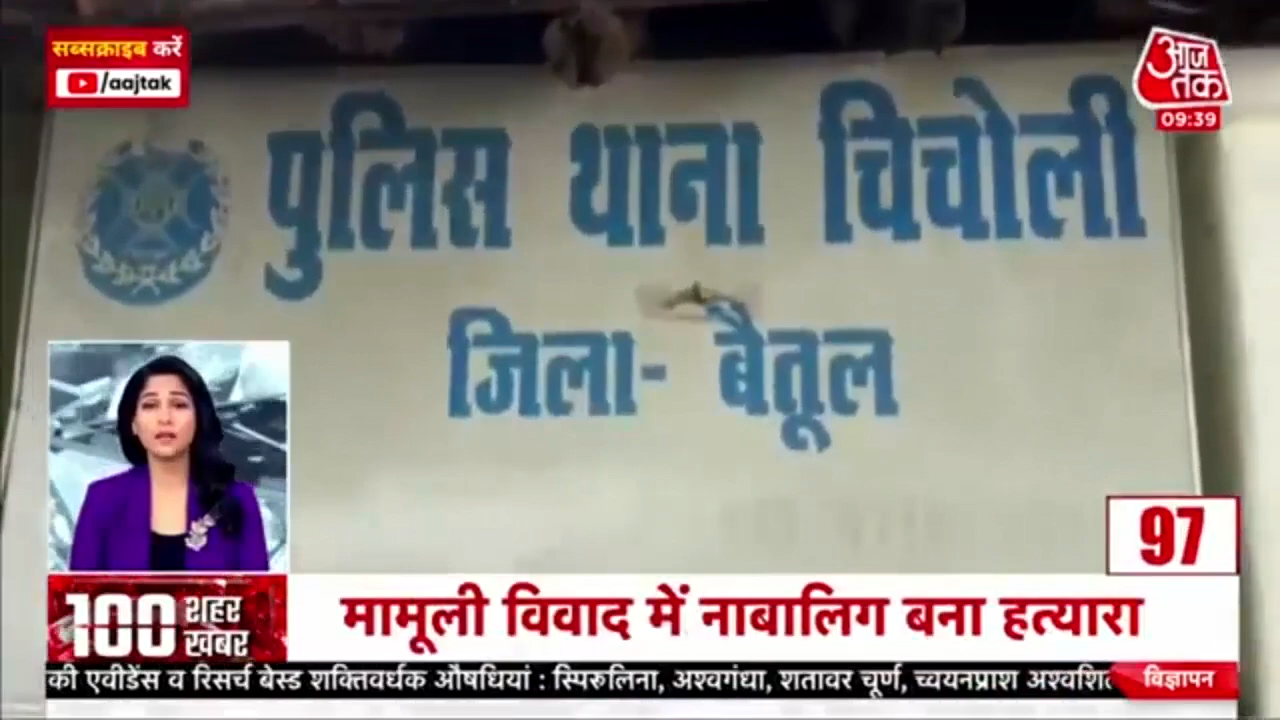 सब्सक्राइब करें
/aajtak
आज तक
09:39
पुलिस थाना चिचोली
जिला- बैतूल
97
100 शहर खबर
मामूली विवाद में नाबालिग बना हत्यारा
की एवीडेंस व रिसर्च बेस्ड शक्तिवर्धक औषधियां : स्पिरूलिना, अश्वगंधा, शतावर चूर्ण, च्वयनप्राश
विज्ञापन